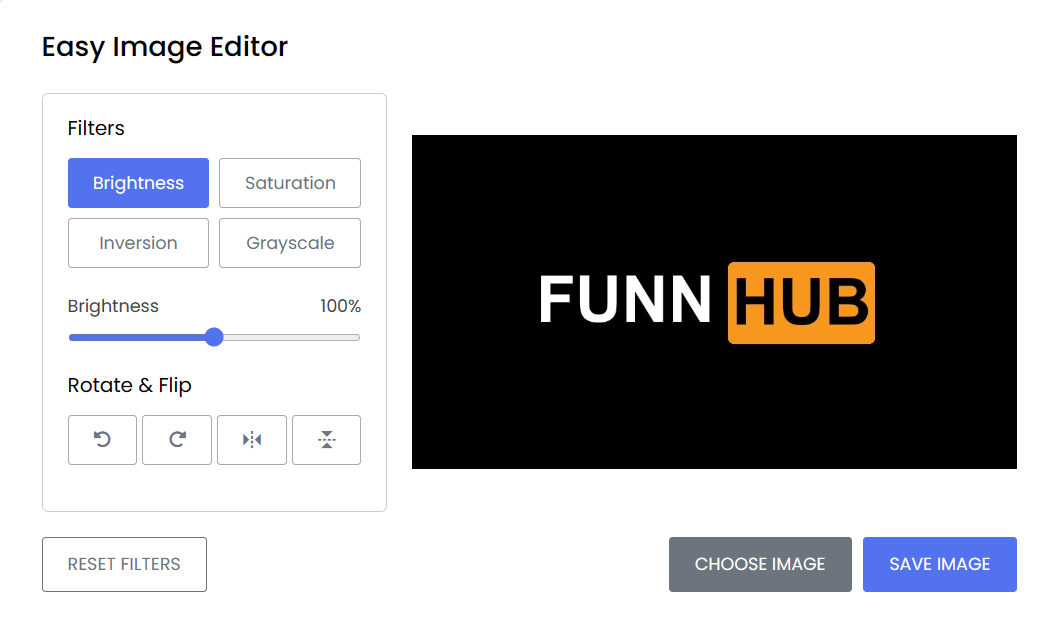 Easy Image Editor
Filters
Brightness
Saturation
Inversion
Grayscale
Brightness 100%
Rotate & Flip
FUNN HUB
RESET FILTERS
CHOOSE IMAGE
SAVE IMAGE